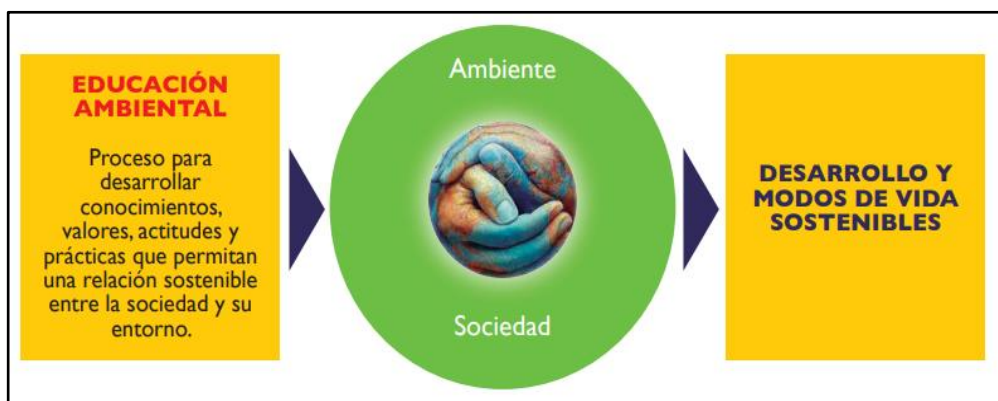 EDUCACIÓN
AMBIENTAL
Proceso para
desarrollar
conocimientos,
valores, actitudes y
prácticas que permitan
una relación sostenible
entre la sociedad y su
entorno.
Ambiente
Sociedad
DESARROLLO Y
MODOS DE VIDA
SOSTENIBLES